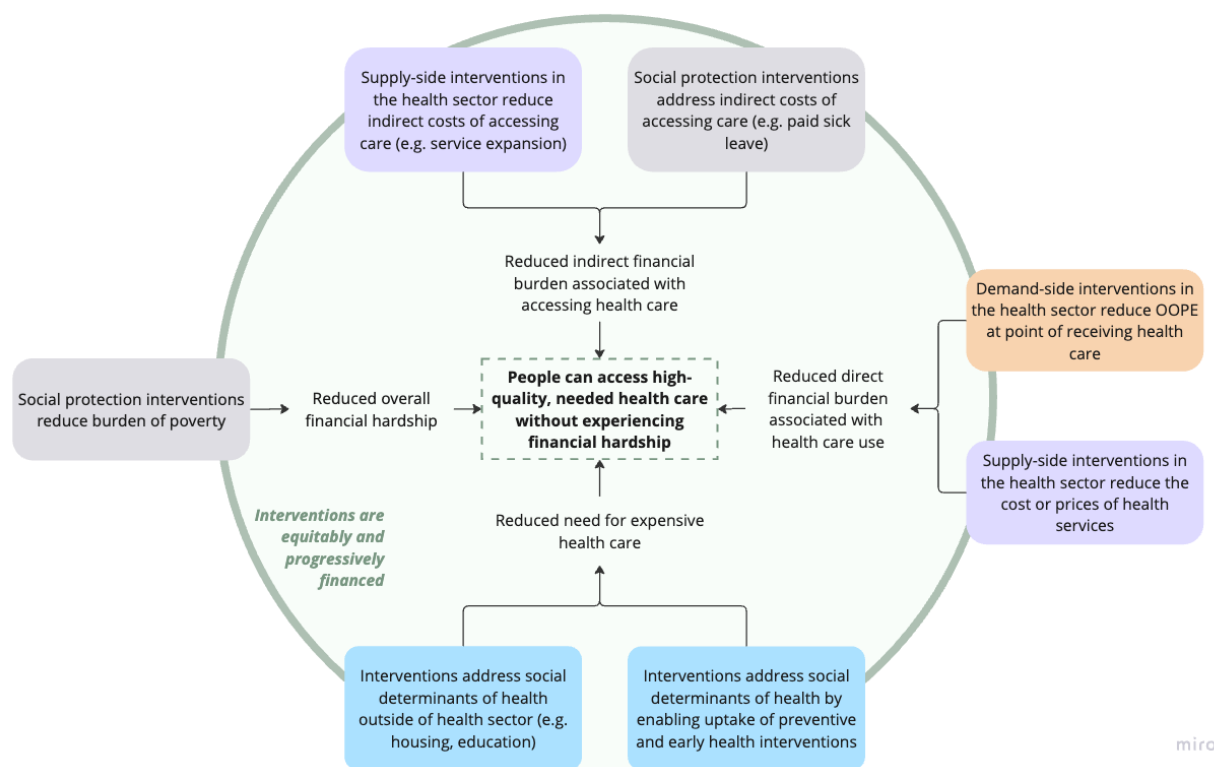 Supply-side interventions in
the health sector reduce
indirect costs of accessing
care (e.g. service expansion)
Social protection interventions
address indirect costs of
accessing care (e.g. paid sick
leave)
Reduced indirect financial
burden associated with
accessing health care
Demand-side interventions in
the health sector reduce OOPE
at point of receiving health
care
Social protection interventions
reduce burden of poverty
Reduced overall
financial hardship
People can access high-
quality, needed health care
without experiencing
financial hardship
Reduced direct
financial burden
associated with
health care use
Supply-side interventions in
the health sector reduce the
cost or prices of health
services
Interventions are
equitably and
progressively
financed
Reduced need for expensive
health care
Interventions address social
determinants of health
outside of health sector (e.g.
housing, education)
Interventions address social
determinants of health by
enabling uptake of preventive
and early health interventions
miro